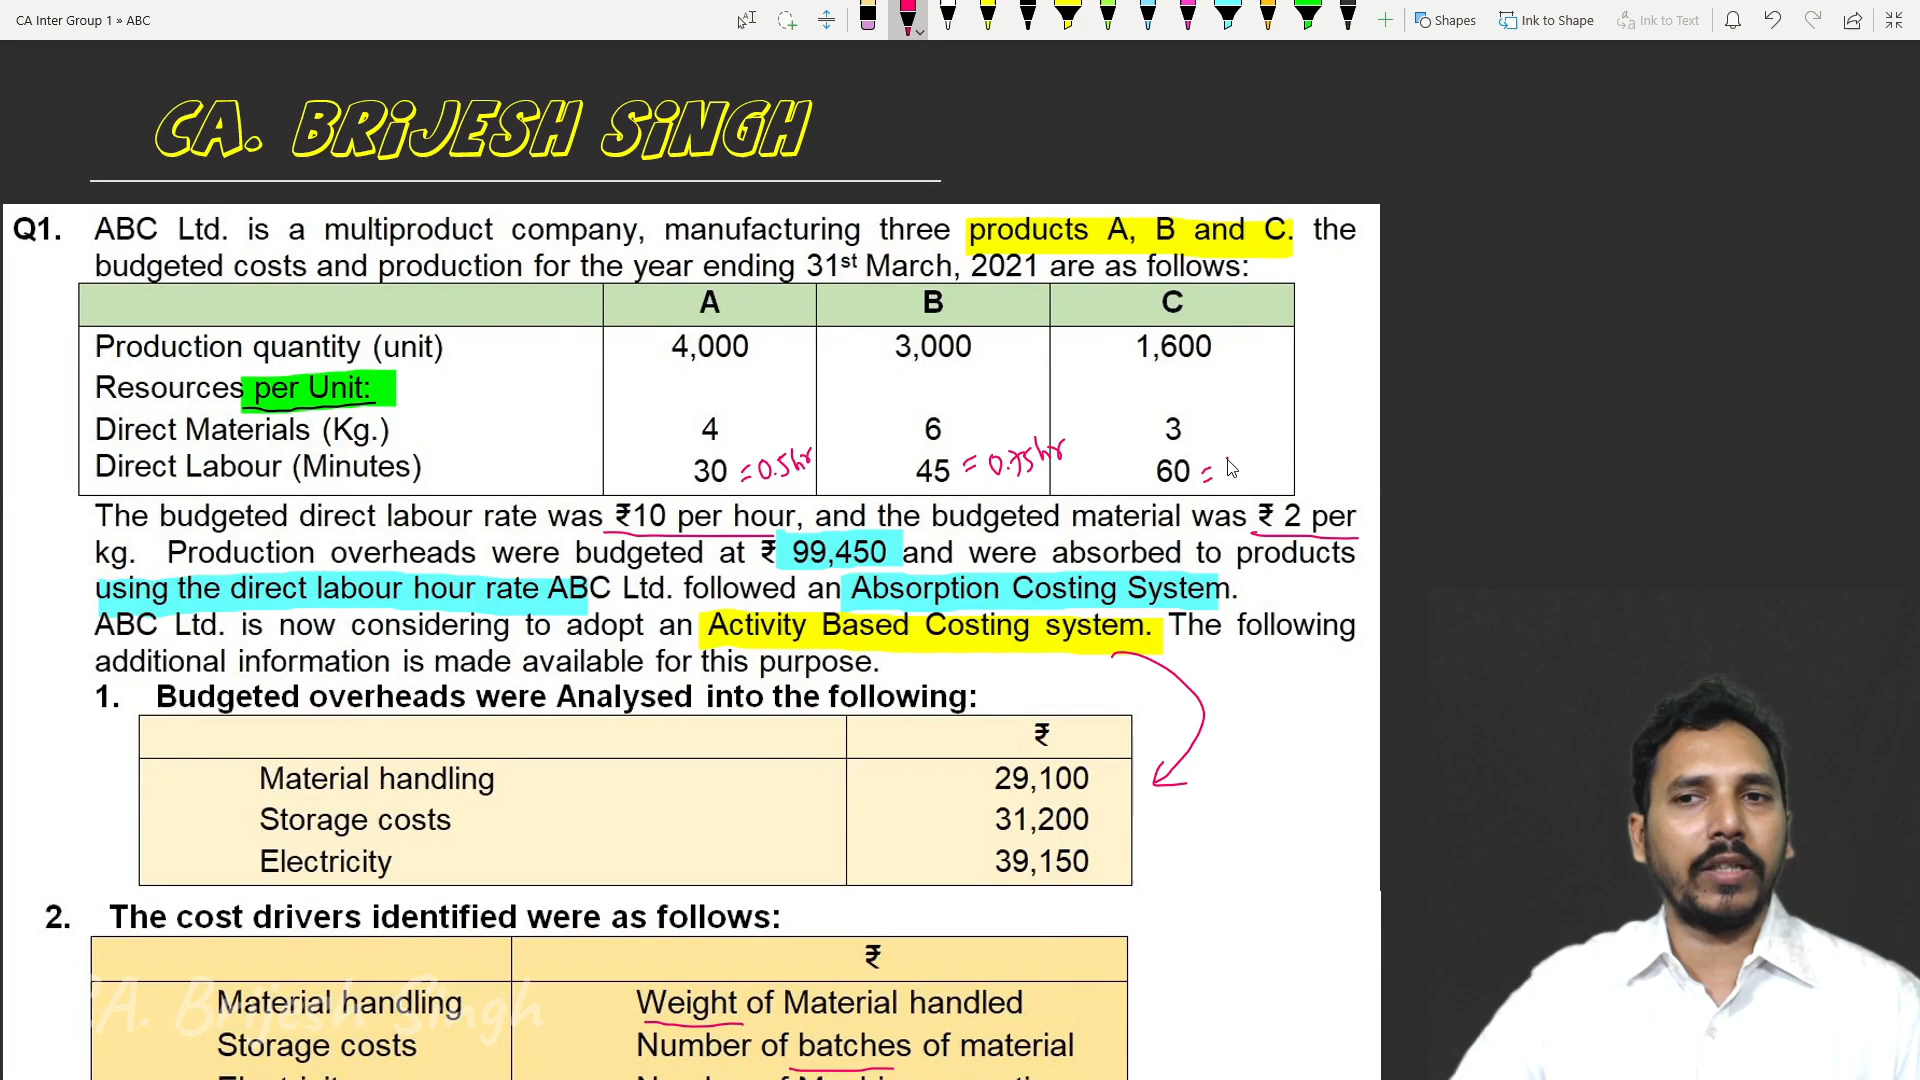 CA Inter Group 1 » ABC
Shapes
Ink to Shape
Ink to Text
CA. BRIJESH SINGH
Q1. ABC Ltd. is a multiproduct company, manufacturing three products A, B and C. the
budgeted costs and production for the year ending 31st March, 2021 are as follows:
A B C
Production quantity (unit) 4,000 3,000 1,600
Resources per Unit:
Direct Materials (Kg.) 4 6 3
Direct Labour (Minutes) 30 =0.5hr 45 =0.75hr 60 =
The budgeted direct labour rate was ₹10 per hour, and the budgeted material was ₹ 2 per
kg. Production overheads were budgeted at ₹ 99,450 and were absorbed to products
using the direct labour hour rate ABC Ltd. followed an Absorption Costing System.
ABC Ltd. is now considering to adopt an Activity Based Costing system. The following
additional information is made available for this purpose.
1. Budgeted overheads were Analysed into the following:
₹
Material handling 29,100
Storage costs 31,200
Electricity 39,150
2. The cost drivers identified were as follows:
₹
Material handling Weight of Material handled
Storage costs Number of batches of material
CA. Brijesh Singh